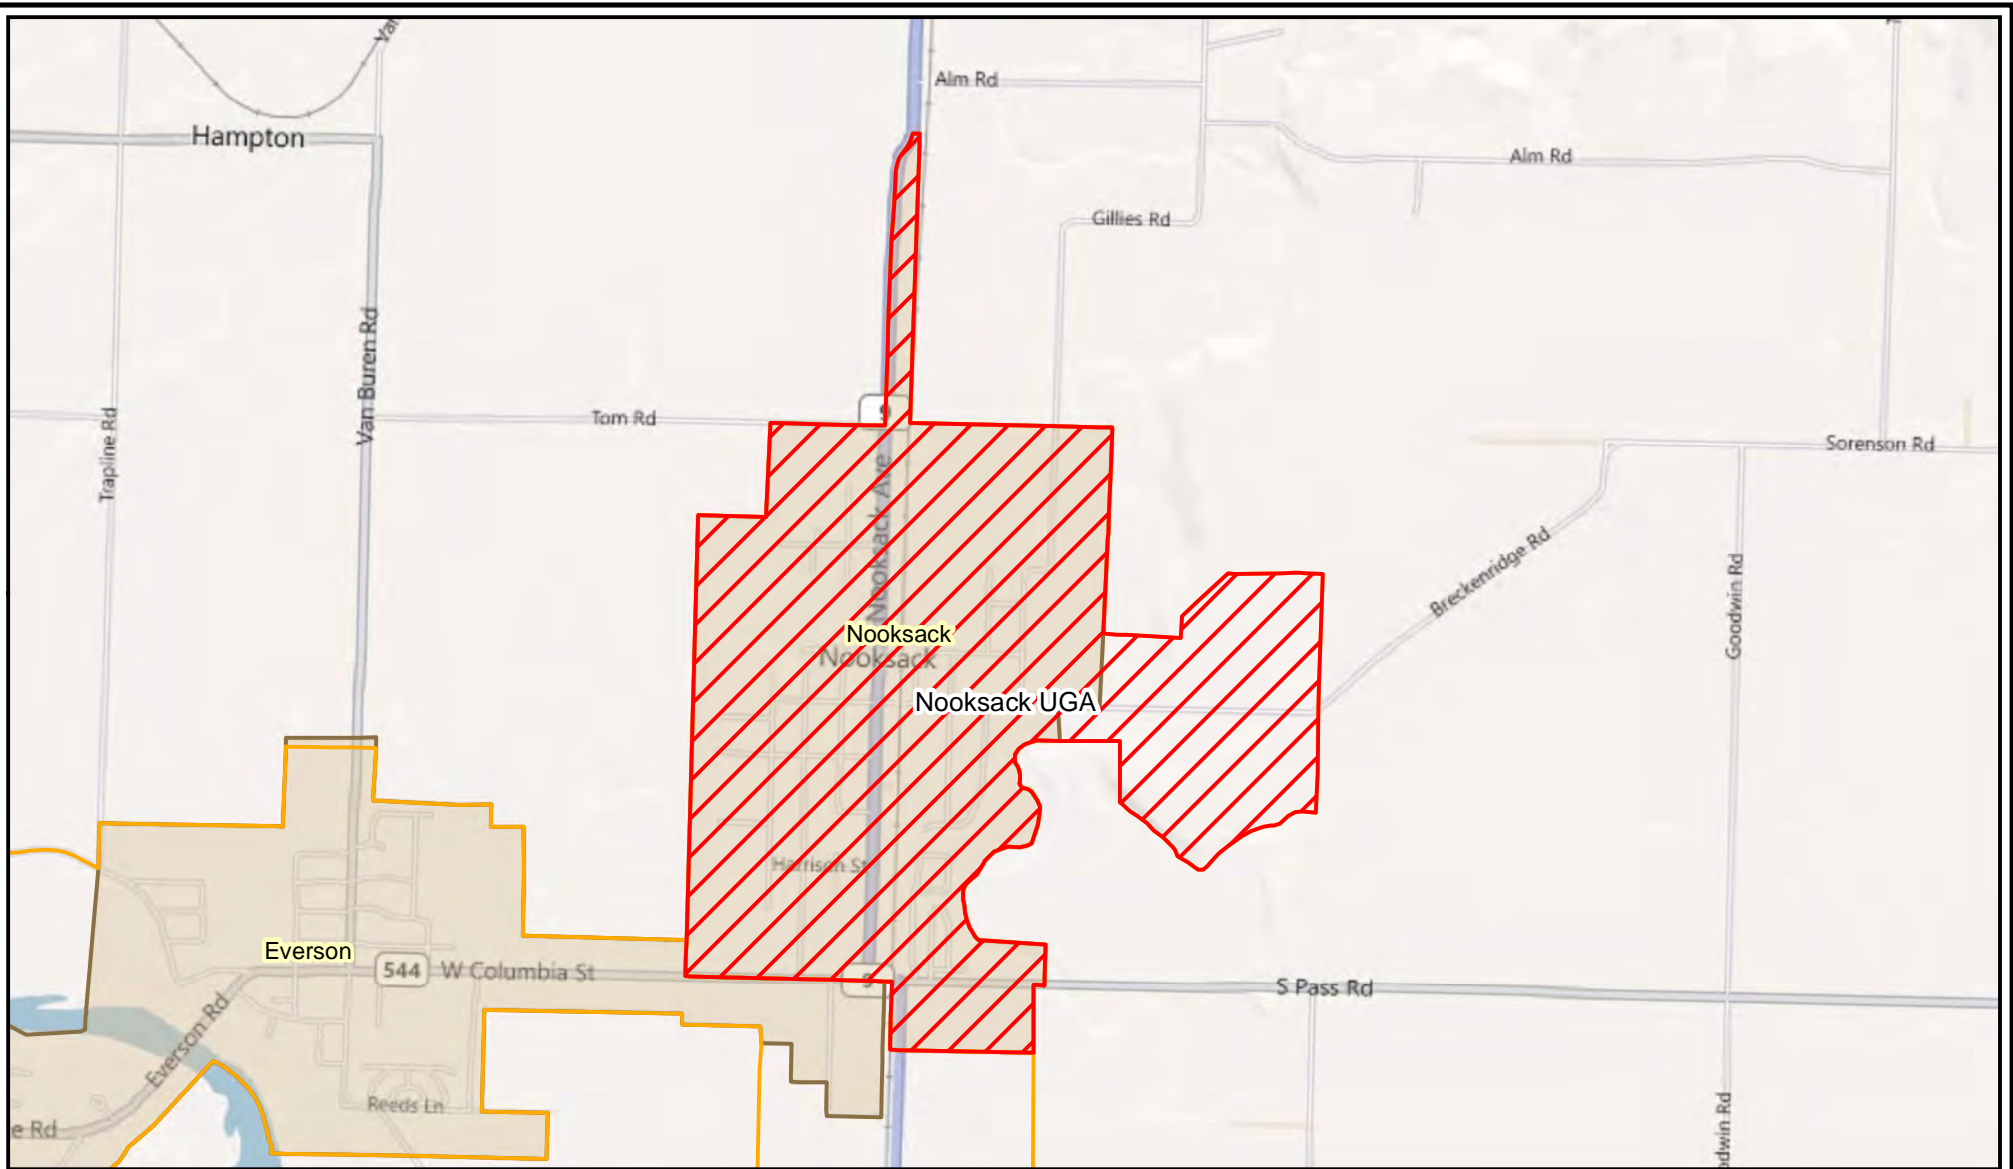 Alm Rd
Hampton
Alm Rd
Gillies Rd
Van Buren Rd
Tom Rd
9
Trapline Rd
Sorenson Rd
Nooksack Ave
Breckenridge Rd
Goodwin Rd
Nooksack
Nooksack
Nooksack UGA
Harrison St
Everson
544
W Columbia St
9
S Pass Rd
Everson Rd
Reeds Ln
e Rd
odwin Rd